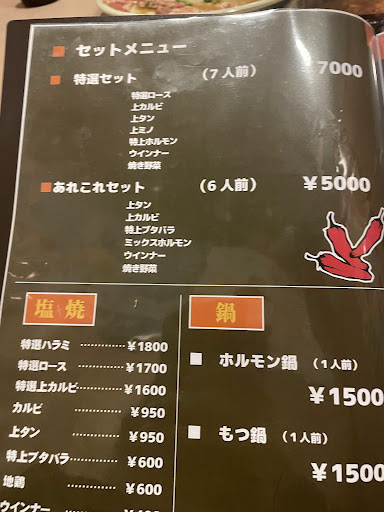 ■ セットメニュー
■ 特選セット （7人前） ￥7000
特選ロース
上カルビ
上タン
上ミノ
特上ホルモン
ウインナー
焼き野菜
■あれこれセット （6人前） ￥5000
上タン
上カルビ
特上ブタバラ
ミックスホルモン
ウインナー
焼き野菜
塩焼
特選ハラミ …………￥1800
特選ロース …………￥1700
特選上カルビ…………￥1600
カルビ …………￥950
上タン …………￥950
特上ブタバラ …………￥600
地鶏 …………￥600
ウインナー
鍋
■ ホルモン鍋 （1人前）
￥1500
■ もつ鍋 （1人前）
￥1500